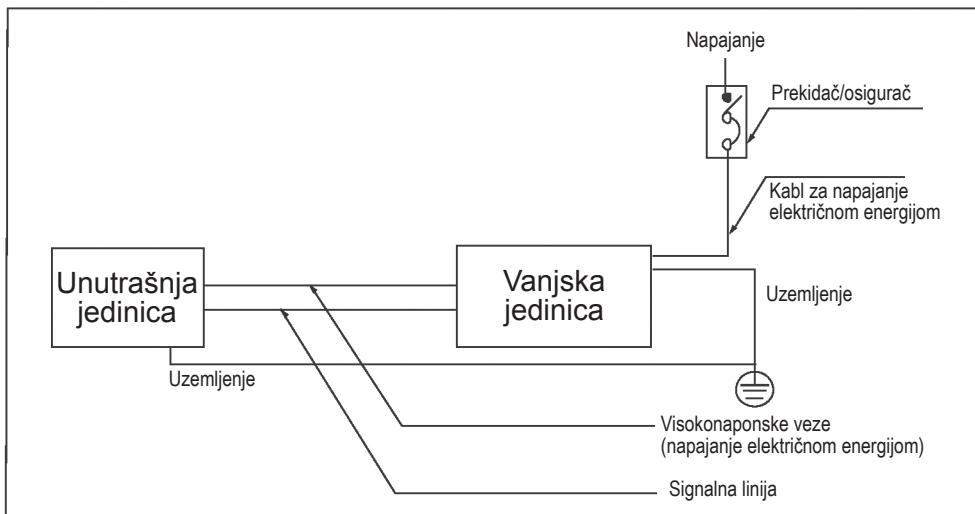 Napajanje
Prekidač/osigurač
Kabl za napajanje
električnom energijom
Unutrašnja
jedinica
Vanjska
jedinica
Uzemljenje
Uzemljenje
Visokonaponske veze
(napajanje električnom energijom)
Signalna linija